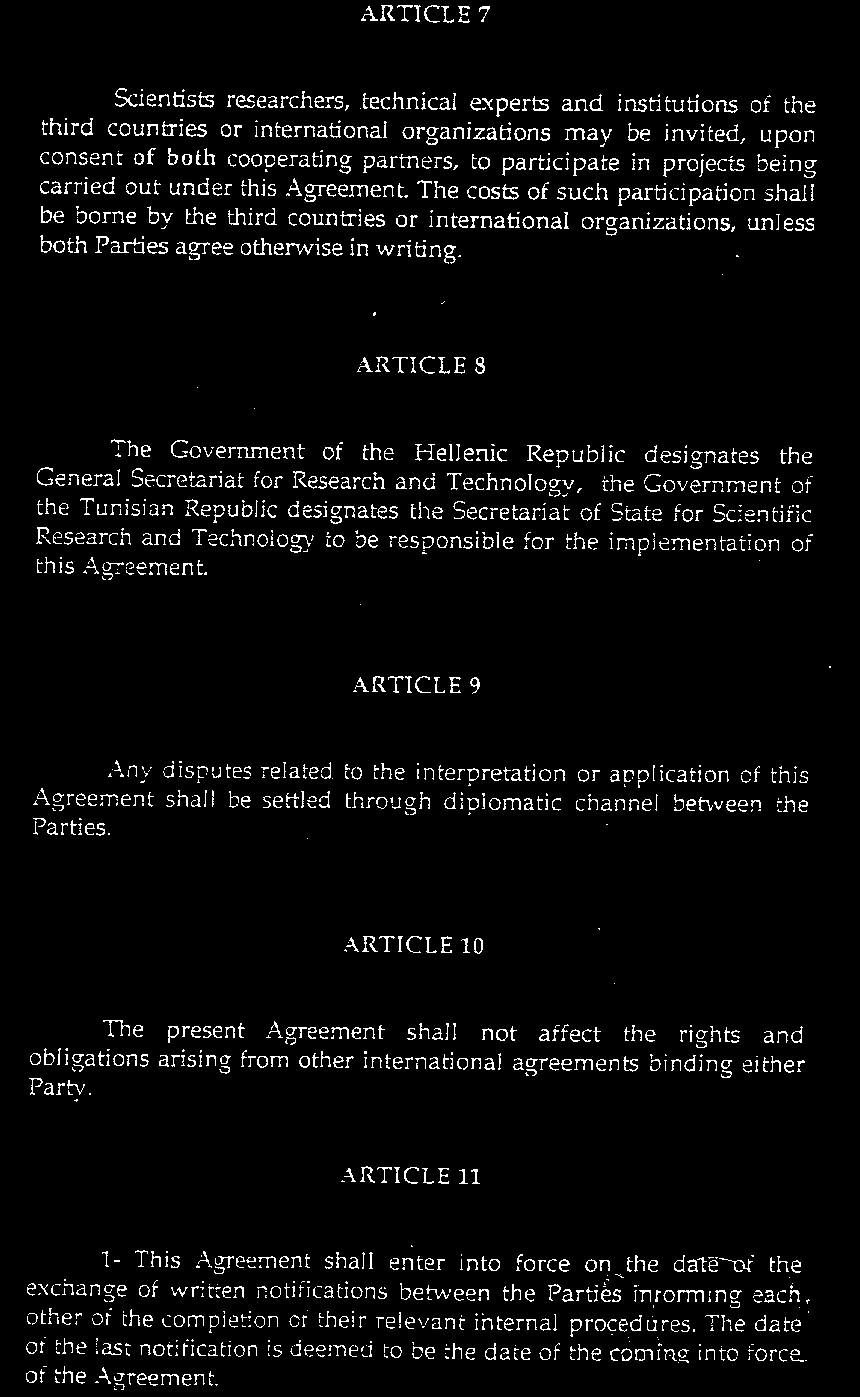 ARTICLE 7
Scientists researchers, technical experts and institutions of the
third countries or international organizations may be invited, upon
consent of both cooperating partners, to participate in projects being
carried out under this Agreement. The costs of such participation shall
be borne by the third countries or international organizations, unless
both Parties agree otherwise in writing.
ARTICLE 8
The Government of the Hellenic Republic designates the
General Secretariat for Research and Technology, the Government of
the Tunisian Republic designates the Secretariat of State for Scientific
Research and Technology to be responsible for the implementation of
this Agreement.
ARTICLE 9
Any disputes related to the interpretation or application of this
Agreement shall be settled through diplomatic channel between the
Parties.
ARTICLE 10
The present Agreement shall not affect the rights and
obligations arising from other international agreements binding either
Party.
ARTICLE 11
1- This Agreement shall enter into force on the date of the
exchange of written notifications between the Parties informing each
other of the completion of their relevant internal procedures. The date
of the last notification is deemed to be the date of the coming into force
of the Agreement.